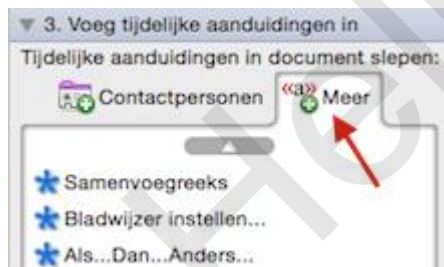 3. Voeg tijdelijke aanduidingen in
Tijdelijke aanduidingen in document slepen:
Contactpersonen «a» Meer
Samenvoegreeks
Bladwijzer instellen...
Als...Dan...Anders...